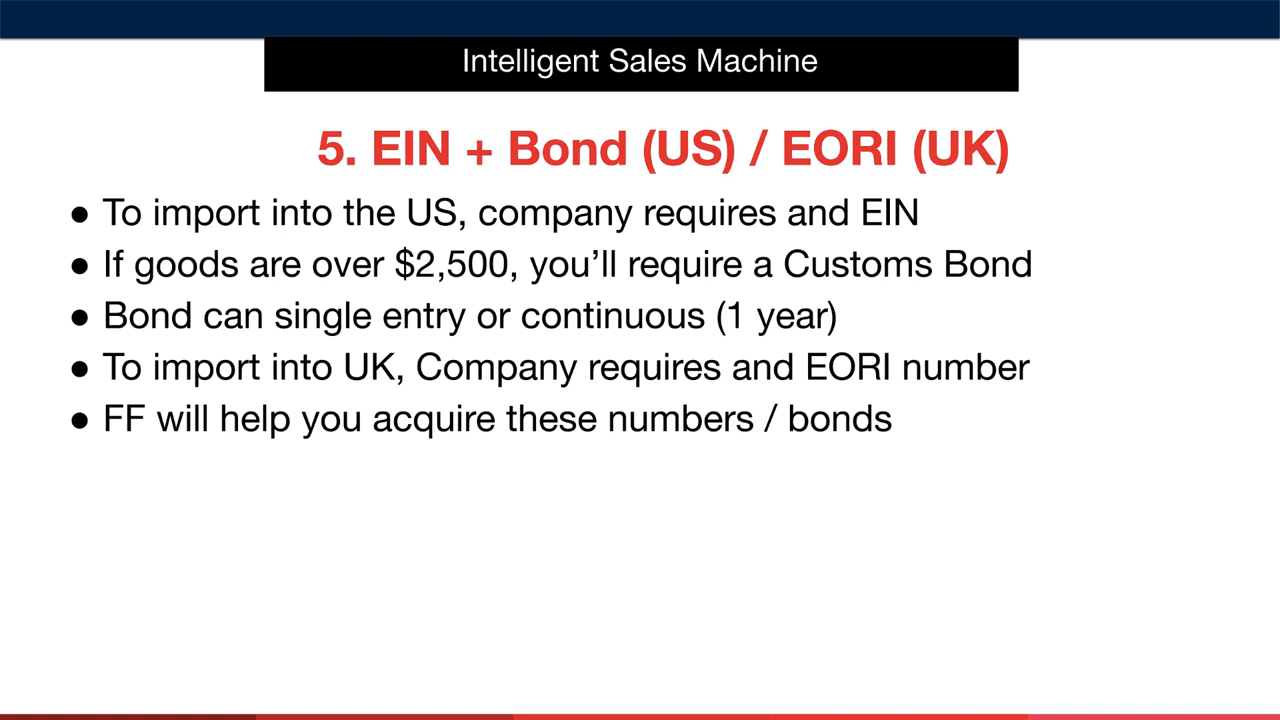 Intelligent Sales Machine
5. EIN + Bond (US) / EORI (UK)
● To import into the US, company requires and EIN
● If goods are over $2,500, you’ll require a Customs Bond
● Bond can single entry or continuous (1 year)
● To import into UK, Company requires and EORI number
● FF will help you acquire these numbers / bonds